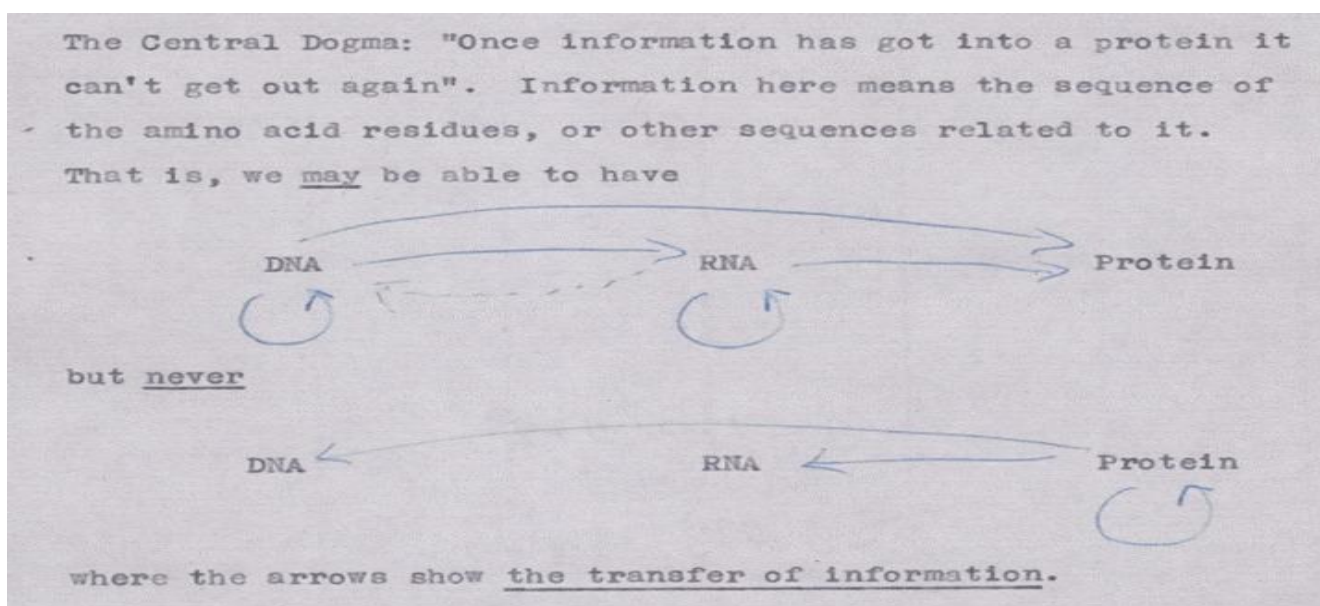 The Central Dogma: "Once information has got into a protein it
can't get out again". Information here means the sequence of
the amino acid residues, or other sequences related to it.
That is, we may be able to have
DNA RNA Protein
but never
DNA RNA Protein
where the arrows show the transfer of information.